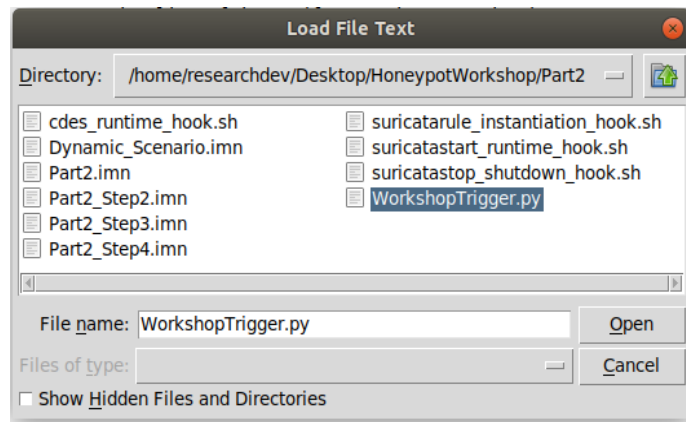 Load File Text
Directory: /home/researchdev/Desktop/HoneypotWorkshop/Part2
cdes_runtime_hook.sh
Dynamic_Scenario.imn
Part2.imn
Part2_Step2.imn
Part2_Step3.imn
Part2_Step4.imn
suricatarule_instantiation_hook.sh
suricatastart_runtime_hook.sh
suricatastop_shutdown_hook.sh
WorkshopTrigger.py
File name: WorkshopTrigger.py Open
Files of type: Cancel
Show Hidden Files and Directories